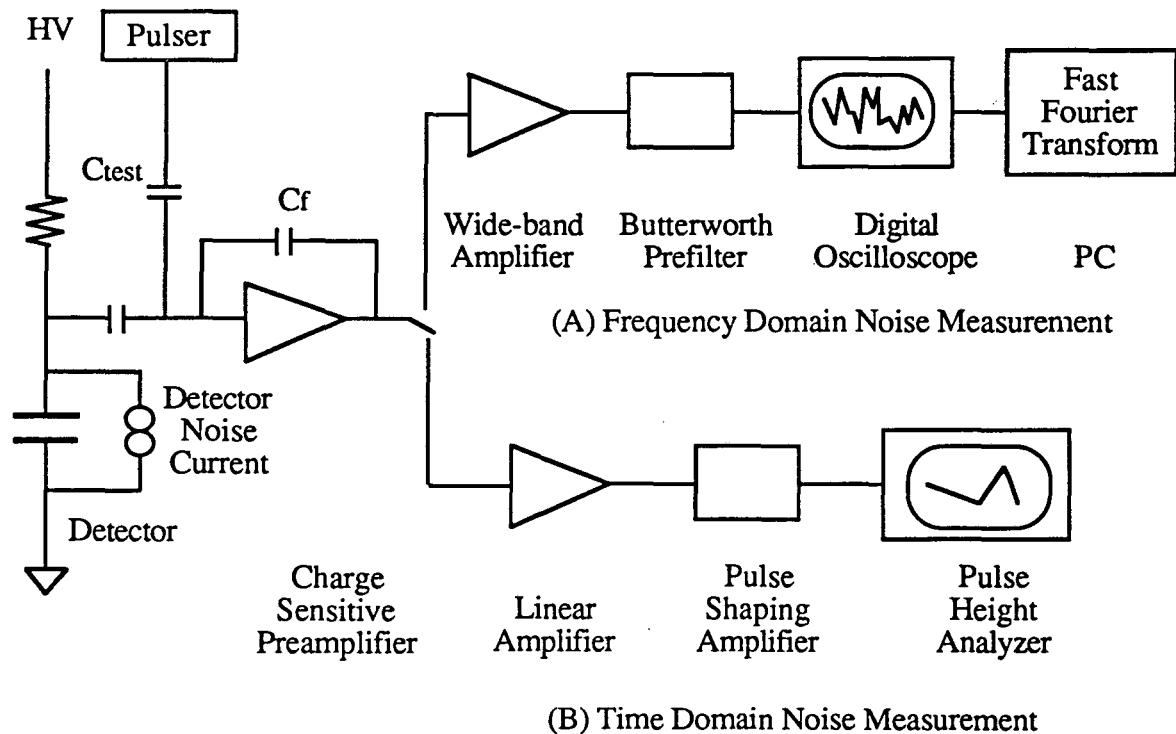 HV
Pulser
Ctest
Cf
Fast
Fourier
Transform
Wide-band
Amplifier
Butterworth
Prefilter
Digital
Oscilloscope
PC
(A) Frequency Domain Noise Measurement
Detector
Noise
Current
Detector
Charge
Sensitive
Preamplifier
Linear
Amplifier
Pulse
Shaping
Amplifier
Pulse
Height
Analyzer
(B) Time Domain Noise Measurement